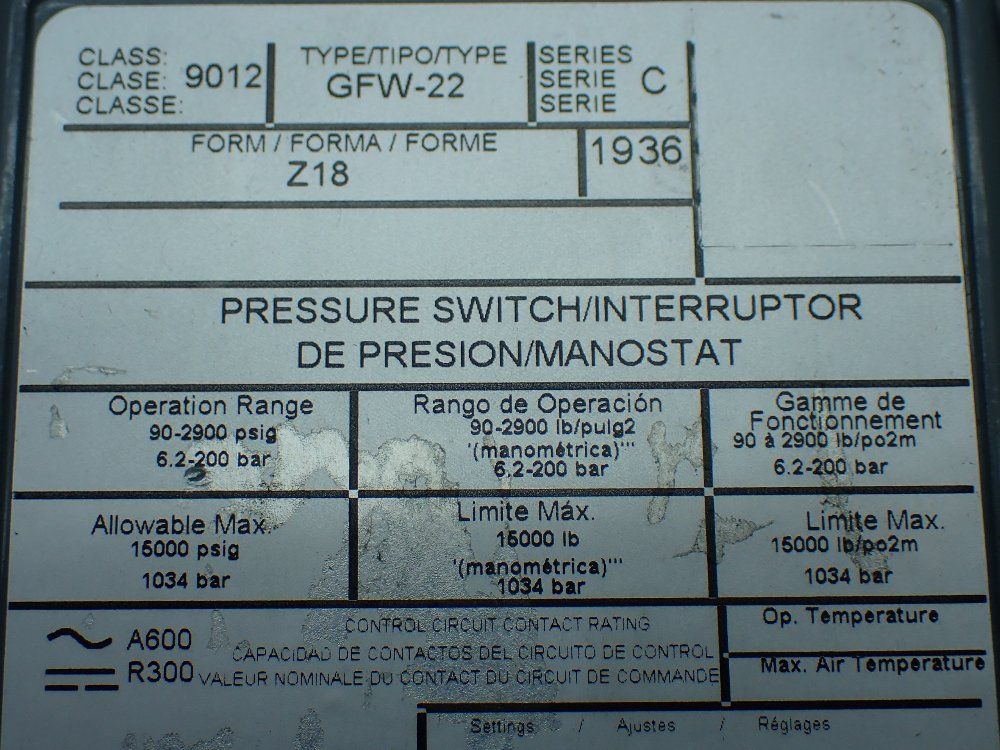 CLASS:
CLASE: 9012
CLASSE:
TYPE/TIPO/TYPE
GFW-22
SERIES
SERIE C
SERIE
FORM / FORMA / FORME
Z18
1936
PRESSURE SWITCH/INTERRUPTOR
DE PRESION/MANOSTAT
Operation Range
90-2900 psig
6.2-200 bar
Rango de Operación
90-2900 lb/pulg2
'(manométrica)'"
6.2-200 bar
Gamme de
Fonctionnement
90 à 2900 lb/po2m
6.2-200 bar
Allowable Max.
15000 psig
1034 bar
Limite Máx.
15000 lb
'(manométrica)'"
1034 bar
Limite Max.
15000 lb/po2m
1034 bar
A600
R300
CONTROL CIRCUIT CONTACT RATING
CAPACIDAD DE CONTACTOS DEL CIRCUITO DE CONTROL
VALEUR NOMINALE DU CONTACT DU CIRCUIT DE COMMANDE
Op. Temperature
Max. Air Temperature
Settings / Ajustes / Réglages